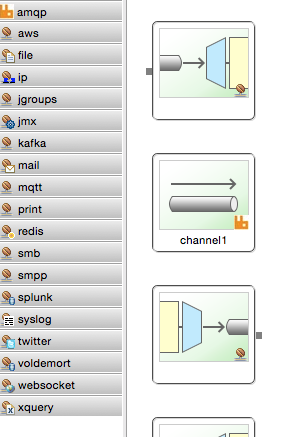 amqp
aws
file
ip
jgroups
jmx
kafka
mail
mqtt
print
redis
smb
smpp
splunk
syslog
twitter
voldemort
websocket
xquery
channel1